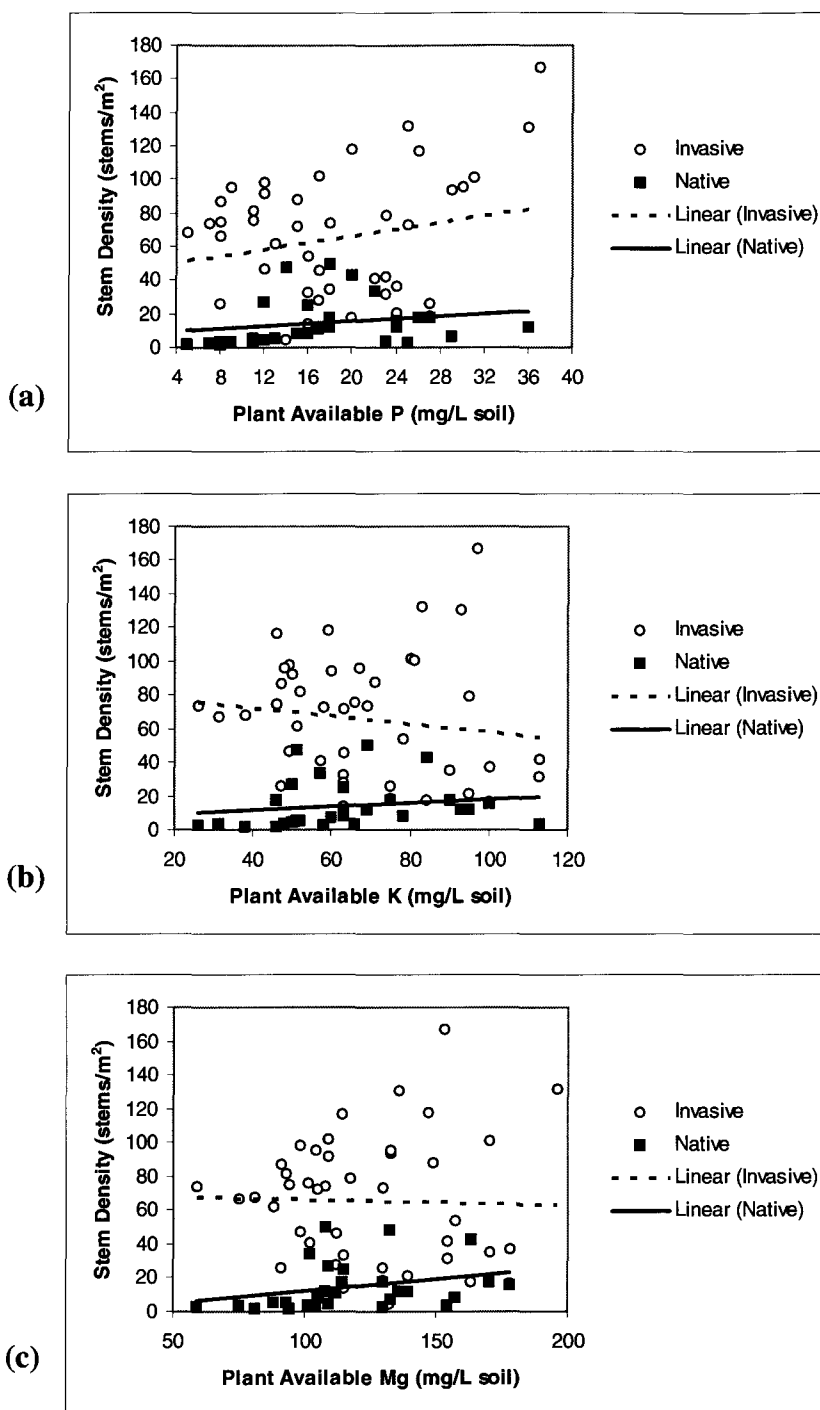 180
160
140
120
100
80
60
40
20
0
Stem Density (stems/m²)
4 8 12 16 20 24 28 32 36 40
Plant Available P (mg/L soil)
Invasive
Native
Linear (Invasive)
Linear (Native)
(a)
180
160
140
120
100
80
60
40
20
0
Stem Density (stems/m²)
20 40 60 80 100 120
Plant Available K (mg/L soil)
Invasive
Native
Linear (Invasive)
Linear (Native)
(b)
180
160
140
120
100
80
60
40
20
0
Stem Density (stems/m²)
50 100 150 200
Plant Available Mg (mg/L soil)
Invasive
Native
Linear (Invasive)
Linear (Native)
(c)